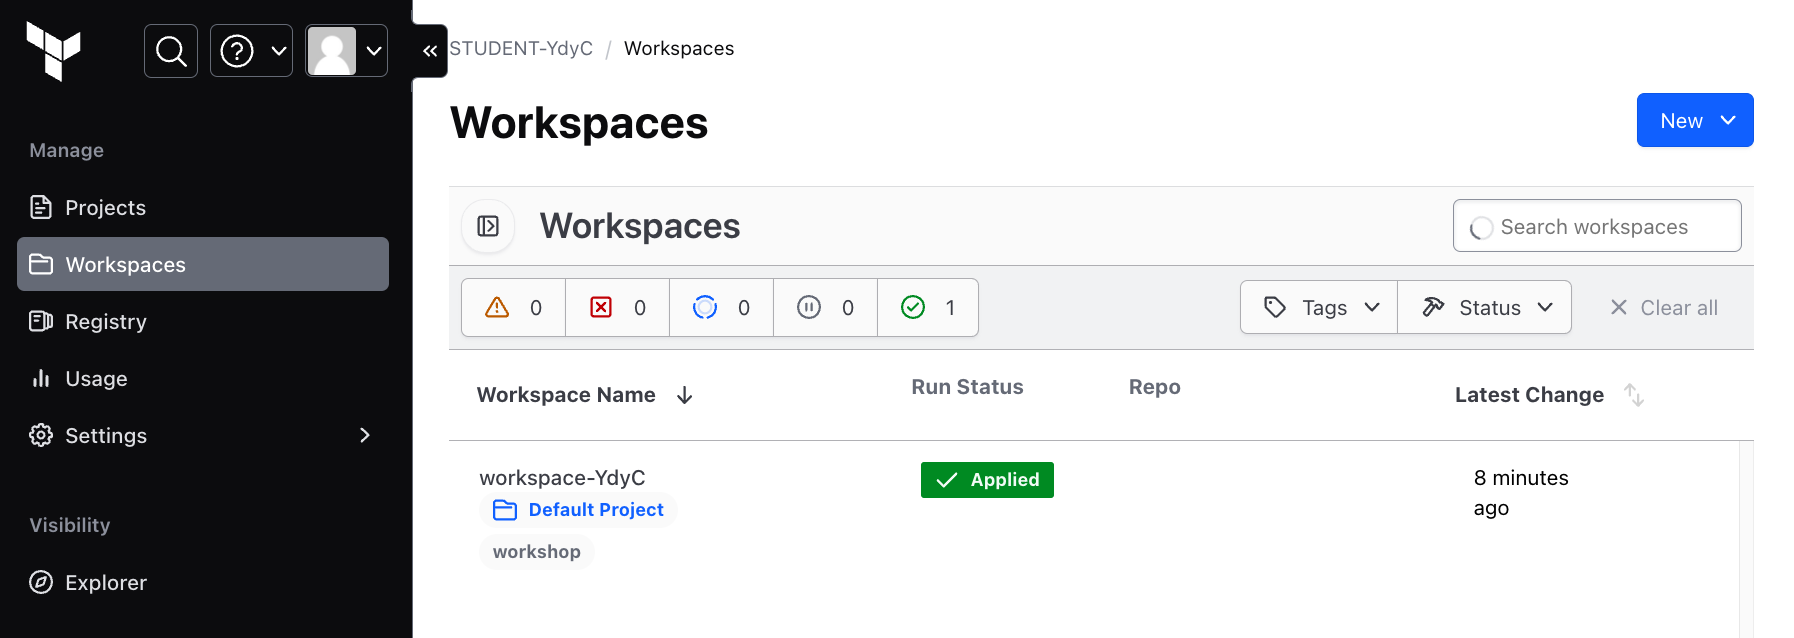 STUDENT-YdyC / Workspaces
Workspaces
New
Manage
Projects
Workspaces
Registry
Usage
Settings
Visibility
Explorer
Workspaces
Search workspaces
0 0 0 0 1
Tags Status Clear all
Workspace Name Run Status Repo Latest Change
workspace-YdyC Applied 8 minutes
ago
Default Project
workshop